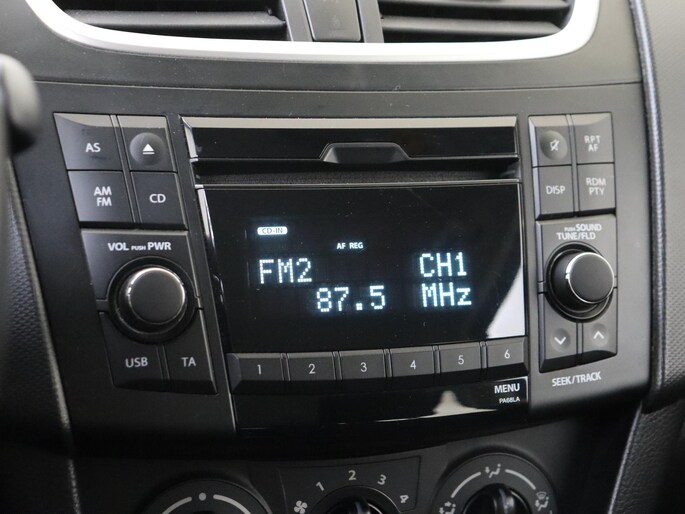 AS
RPT
AF
AM
FM
CD
DISP
RDM
PTY
VOL PUSH PWR
PUSH SOUND
TUNE/FLD
CD-IN
AF REG
FM2 CH1
87.5 MHz
USB
TA
1 2 3 4 5 6
SEEK/TRACK
MENU
PA88LA
1 2 3 4